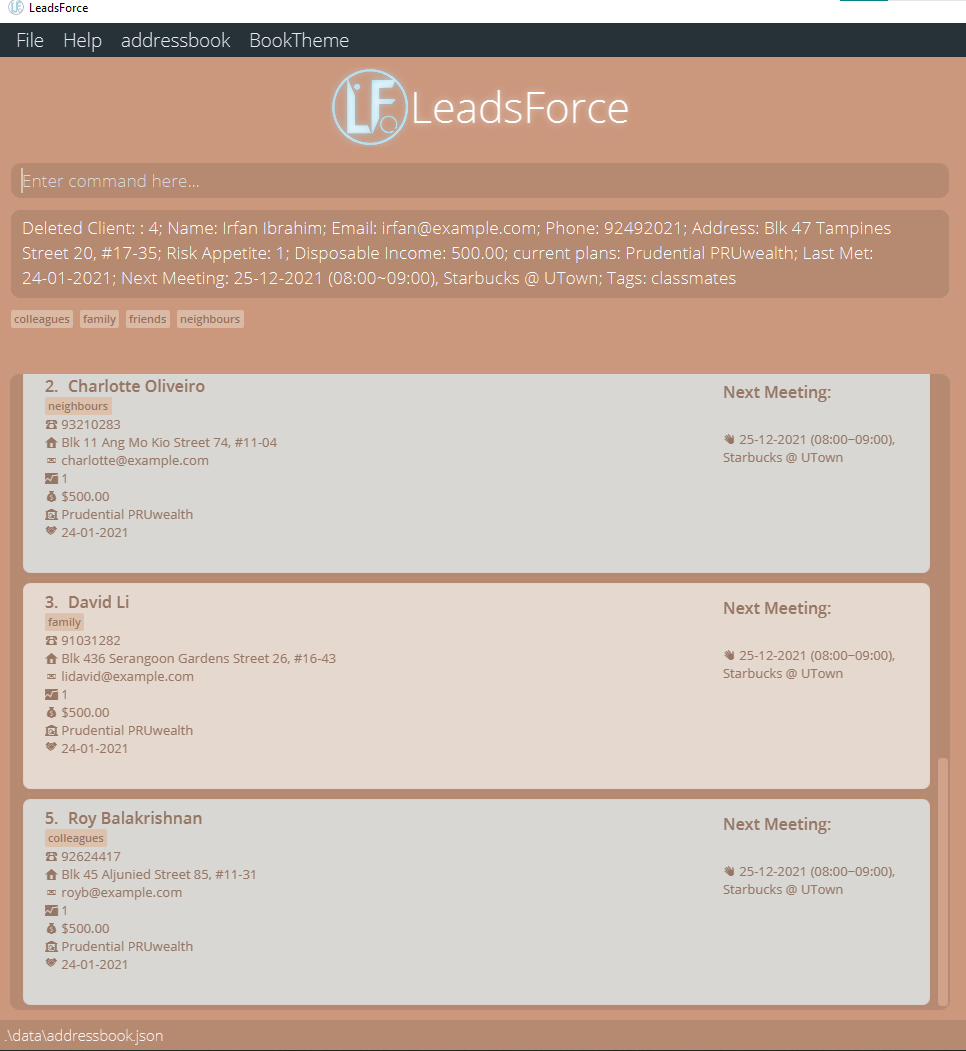 LeadsForce
File Help addressbook BookTheme
LF LeadsForce
Enter command here...
Deleted Client: : 4; Name: Irfan Ibrahim; Email: irfan@example.com; Phone: 92492021; Address: Blk 47 Tampines
Street 20, #17-35; Risk Appetite: 1; Disposable Income: 500.00; current plans: Prudential PRUwealth; Last Met:
24-01-2021; Next Meeting: 25-12-2021 (08:00~09:00), Starbucks @ UTown; Tags: classmates
colleagues family friends neighbours
2. Charlotte Oliveiro
neighbours
93210283
Blk 11 Ang Mo Kio Street 74, #11-04
charlotte@example.com
1
$500.00
Prudential PRUwealth
24-01-2021
Next Meeting:
25-12-2021 (08:00~09:00),
Starbucks @ UTown
3. David Li
family
91031282
Blk 436 Serangoon Gardens Street 26, #16-43
lidavid@example.com
1
$500.00
Prudential PRUwealth
24-01-2021
Next Meeting:
25-12-2021 (08:00~09:00),
Starbucks @ UTown
5. Roy Balakrishnan
colleagues
92624417
Blk 45 Aljunied Street 85, #11-31
royb@example.com
1
$500.00
Prudential PRUwealth
24-01-2021
Next Meeting:
25-12-2021 (08:00~09:00),
Starbucks @ UTown
.\data\addressbook.json